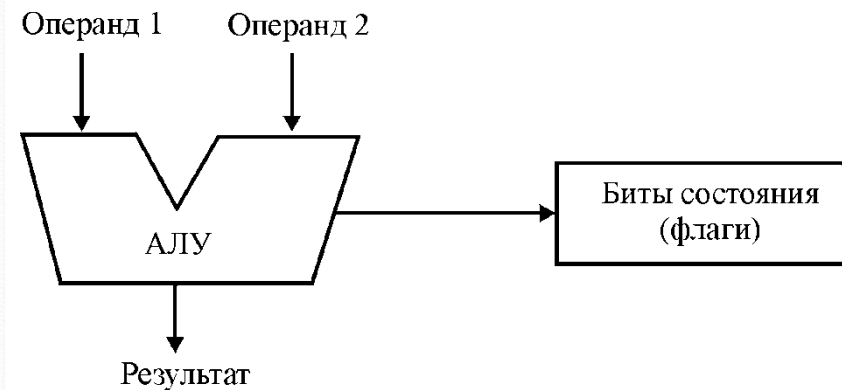 Операнд 1
Операнд 2
АЛУ
Биты состояния
(флаги)
Результат